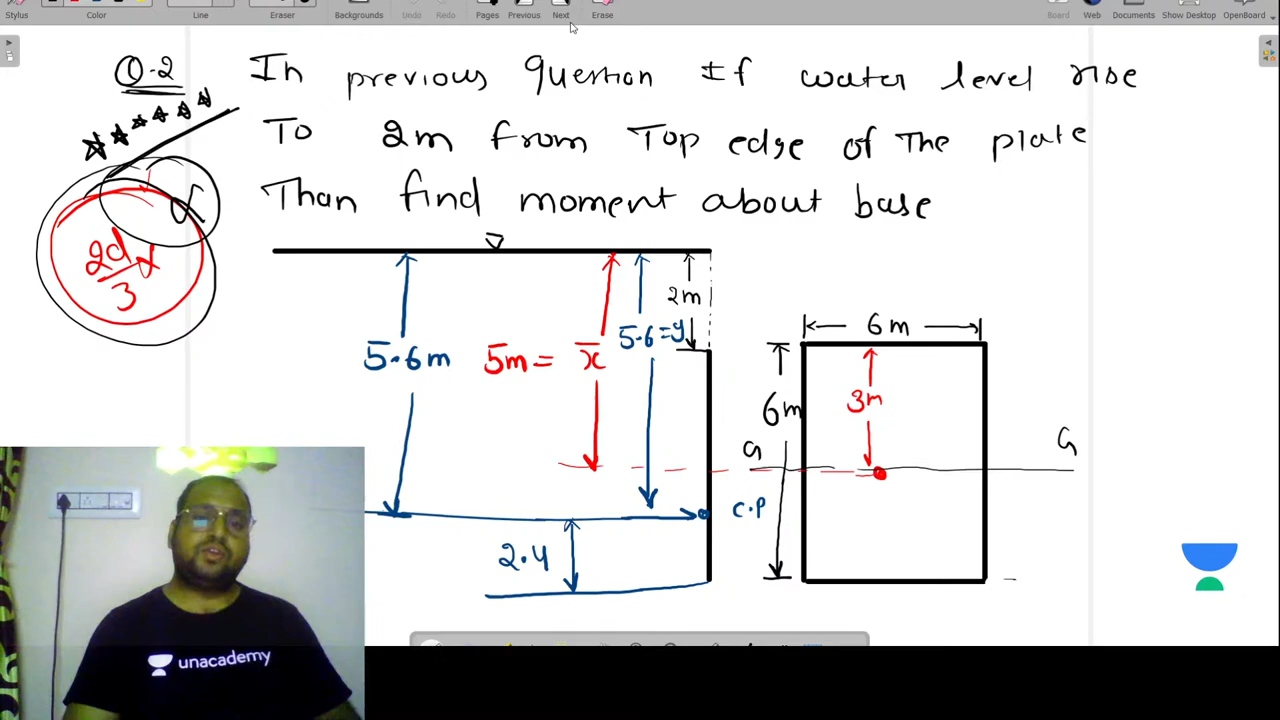 Stylus
Color
Line
Eraser
Backgrounds
Undo
Redo
Pages
Previous
Next
Erase
Board
Web
Documents
Show Desktop
OpenBoard
Q.2
In previous Question If water level rise
To 2m from Top edge of The plate
Than find moment about base
2d/3
5.6m
5m = x̄
5.6 = ȳ
2m
6m
6m
3m
G
G
C.P
2.4
unacademy